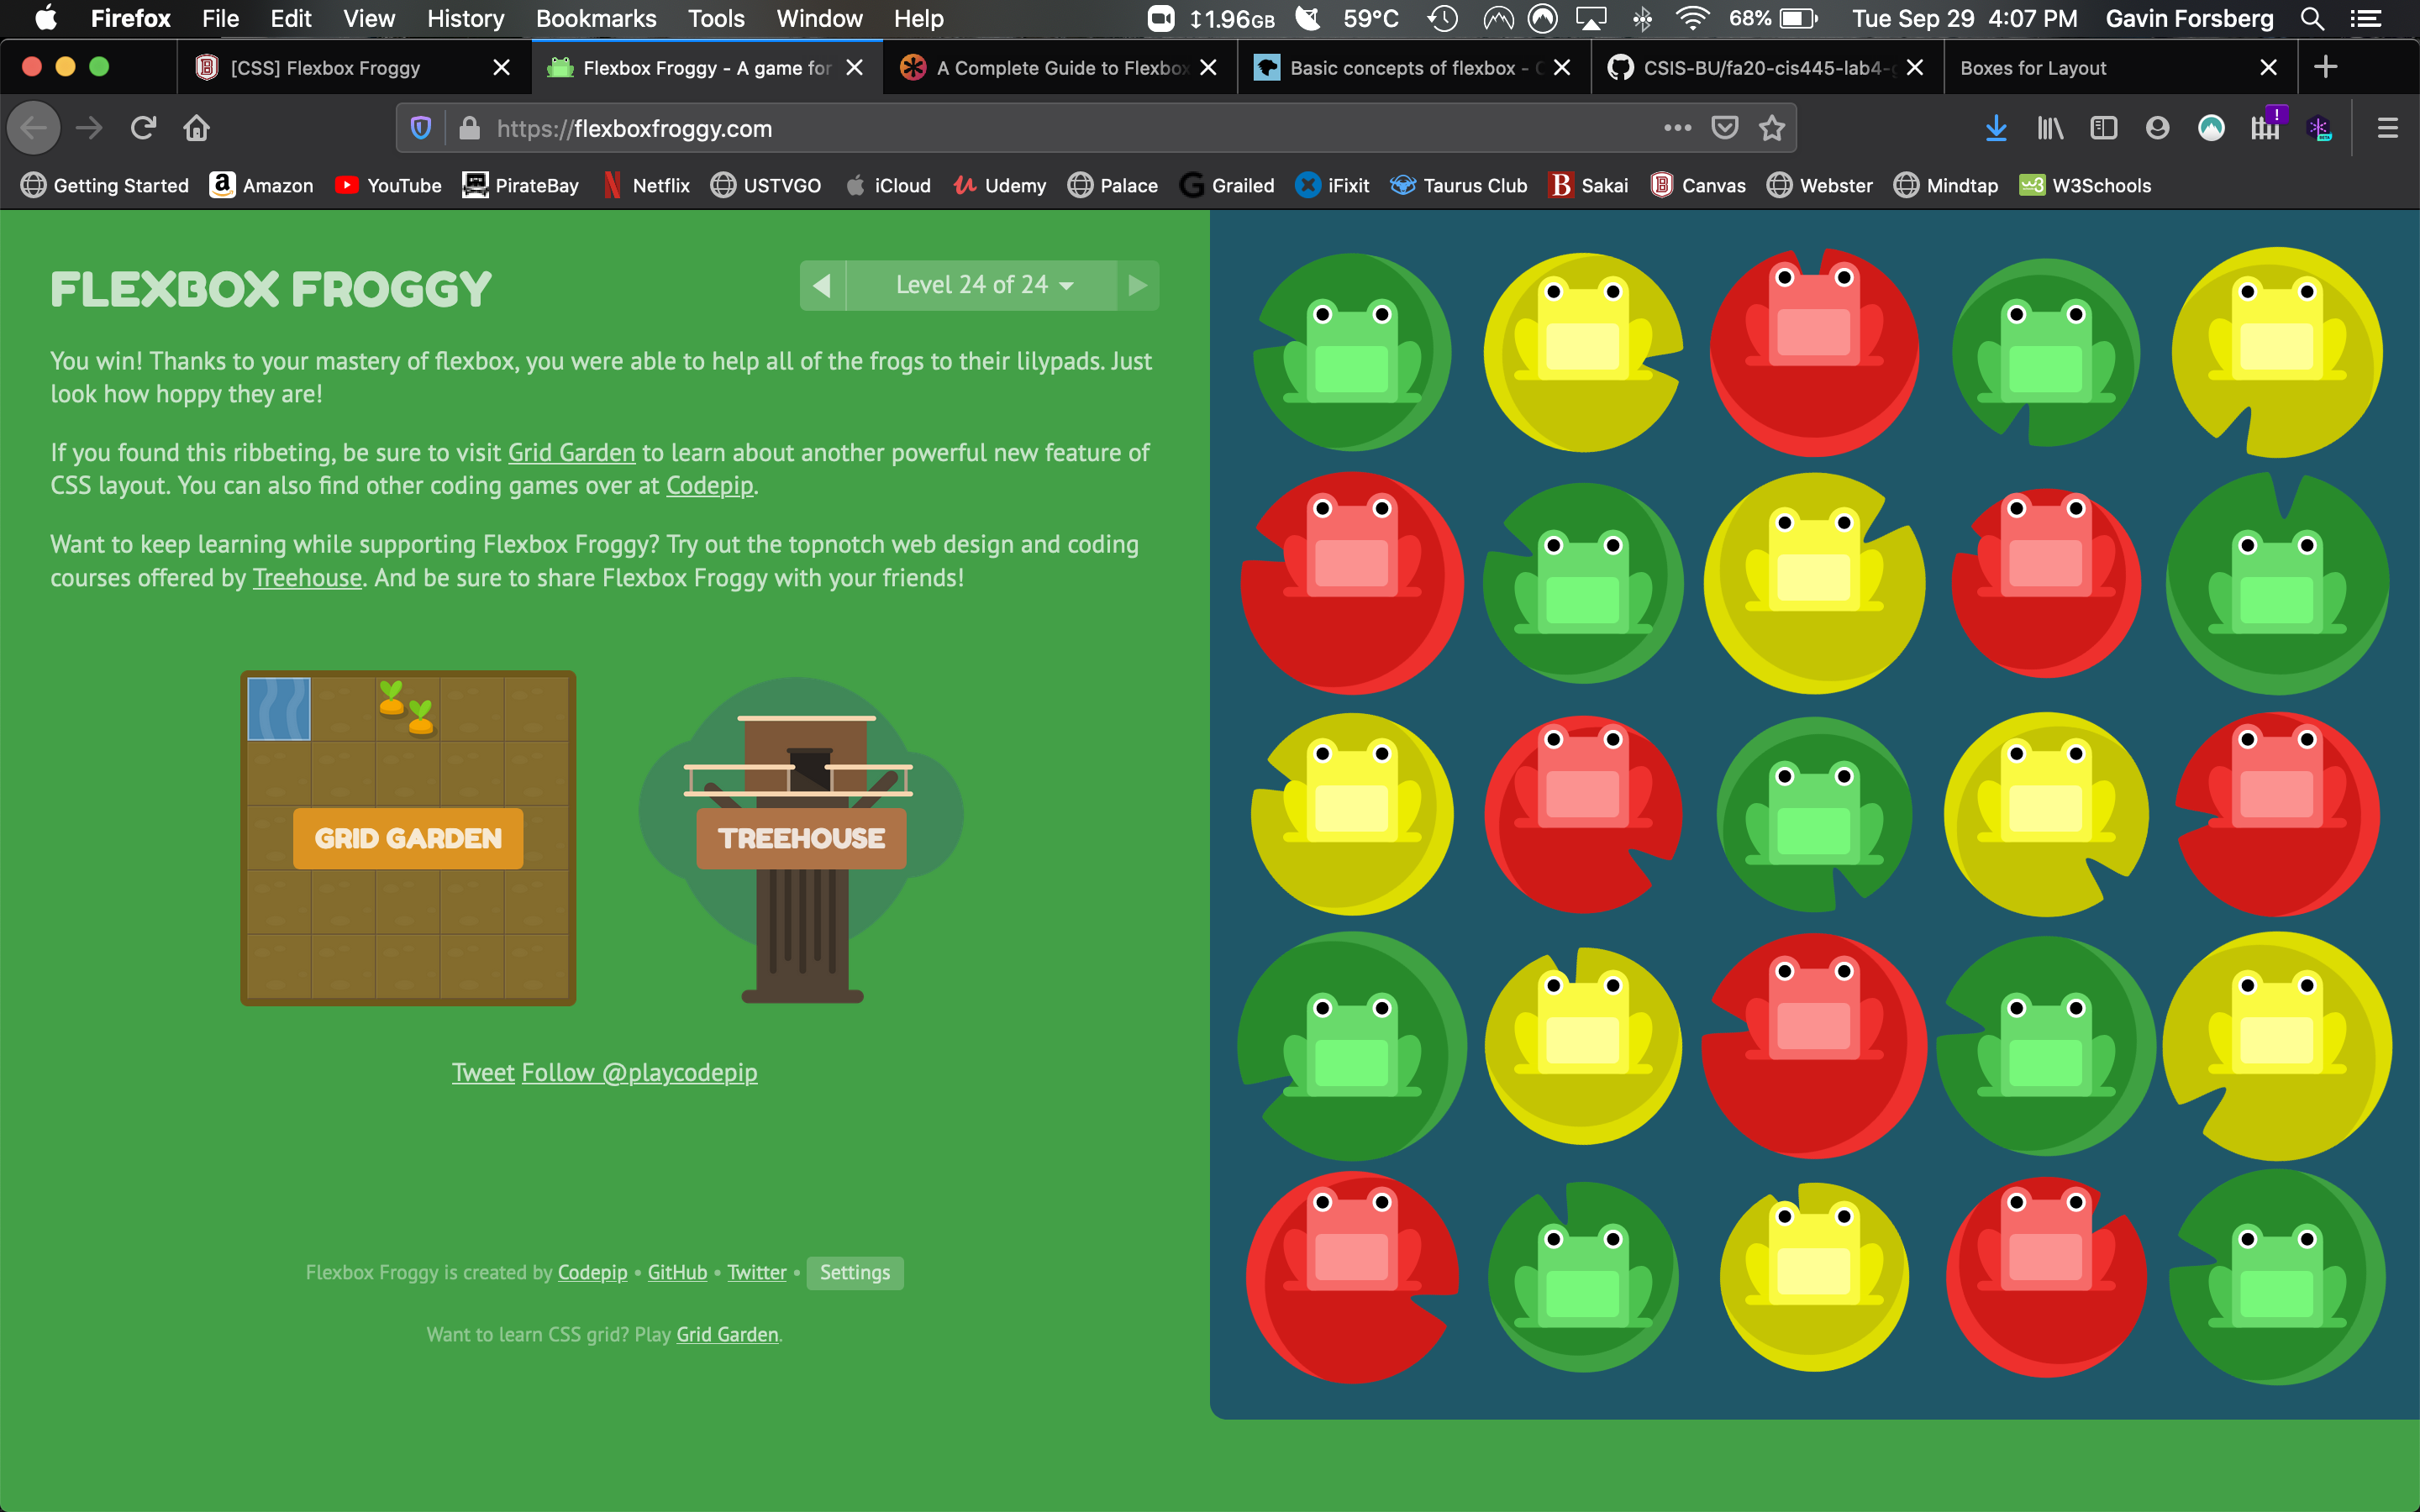 Firefox File Edit View History Bookmarks Tools Window Help 1.96GB 59°C 68% Tue Sep 29 4:07 PM Gavin Forsberg
[CSS] Flexbox Froggy Flexbox Froggy - A game for A Complete Guide to Flexbox Basic concepts of flexbox - CSIS-BU/fa20-cis445-lab4- Boxes for Layout
https://flexboxfroggy.com
Getting Started Amazon YouTube PirateBay Netflix USTVGO iCloud Udemy Palace Grailed iFixit Taurus Club Sakai Canvas Webster Mindtap W3Schools
FLEXBOX FROGGY
Level 24 of 24
You win! Thanks to your mastery of flexbox, you were able to help all of the frogs to their lilypads. Just
look how hoppy they are!
If you found this ribbeting, be sure to visit Grid Garden to learn about another powerful new feature of
CSS layout. You can also find other coding games over at Codepip.
Want to keep learning while supporting Flexbox Froggy? Try out the topnotch web design and coding
courses offered by Treehouse. And be sure to share Flexbox Froggy with your friends!
GRID GARDEN
TREEHOUSE
Tweet Follow @playcodepip
Flexbox Froggy is created by Codepip • GitHub • Twitter • Settings
Want to learn CSS grid? Play Grid Garden.